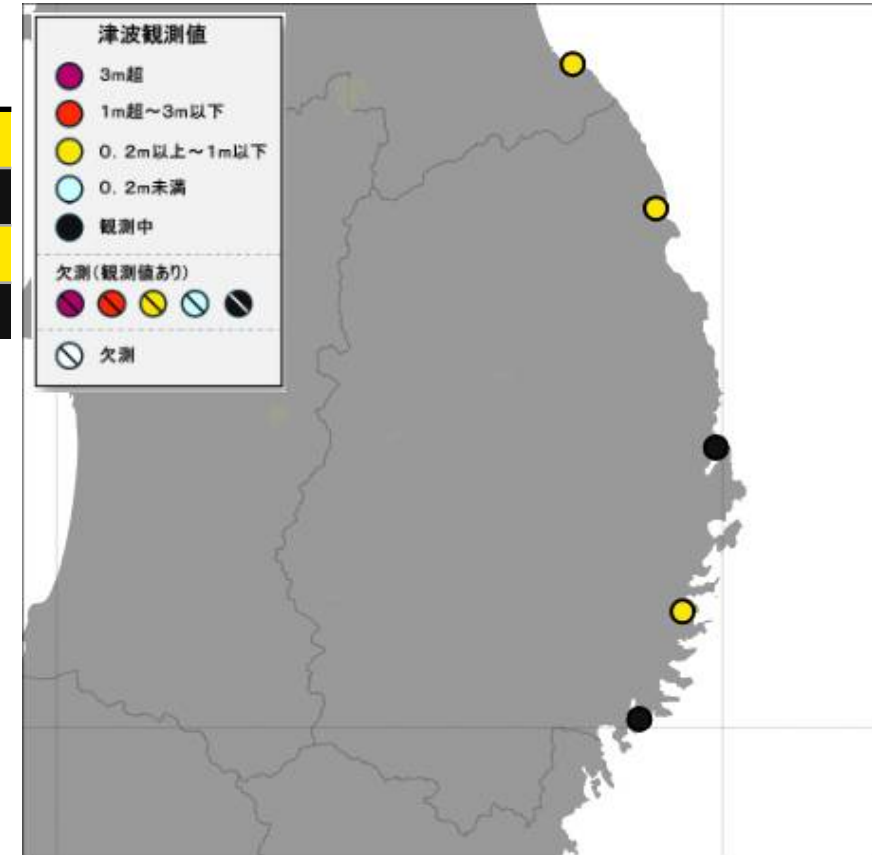 津波観測値
3m超
1m超～3m以下
0. 2m以上～1m以下
0. 2m未満
観測中
欠測(観測値あり)
欠測